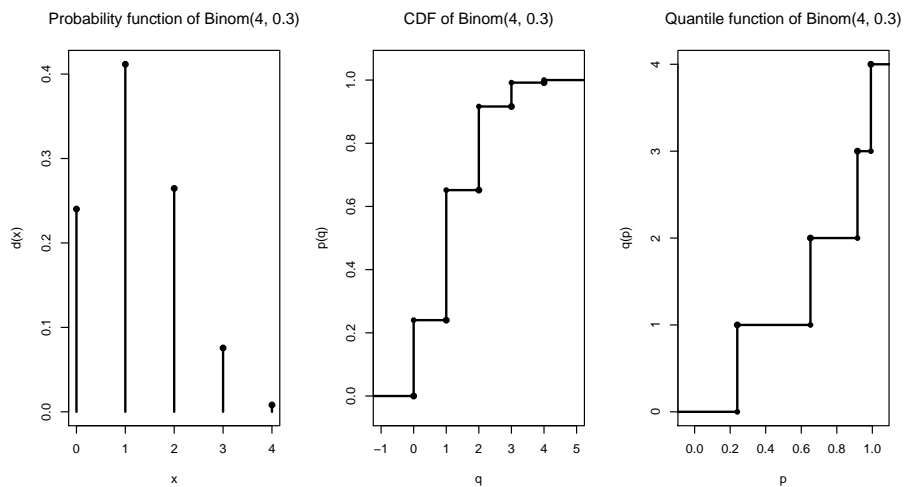 Probability function of Binom(4, 0.3)
d(x)
0.4
0.3
0.2
0.1
0.0
0 1 2 3 4
x
CDF of Binom(4, 0.3)
p(q)
1.0
0.8
0.6
0.4
0.2
0.0
−1 0 1 2 3 4 5
q
Quantile function of Binom(4, 0.3)
q(p)
4
3
2
1
0
0.0 0.2 0.4 0.6 0.8 1.0
p